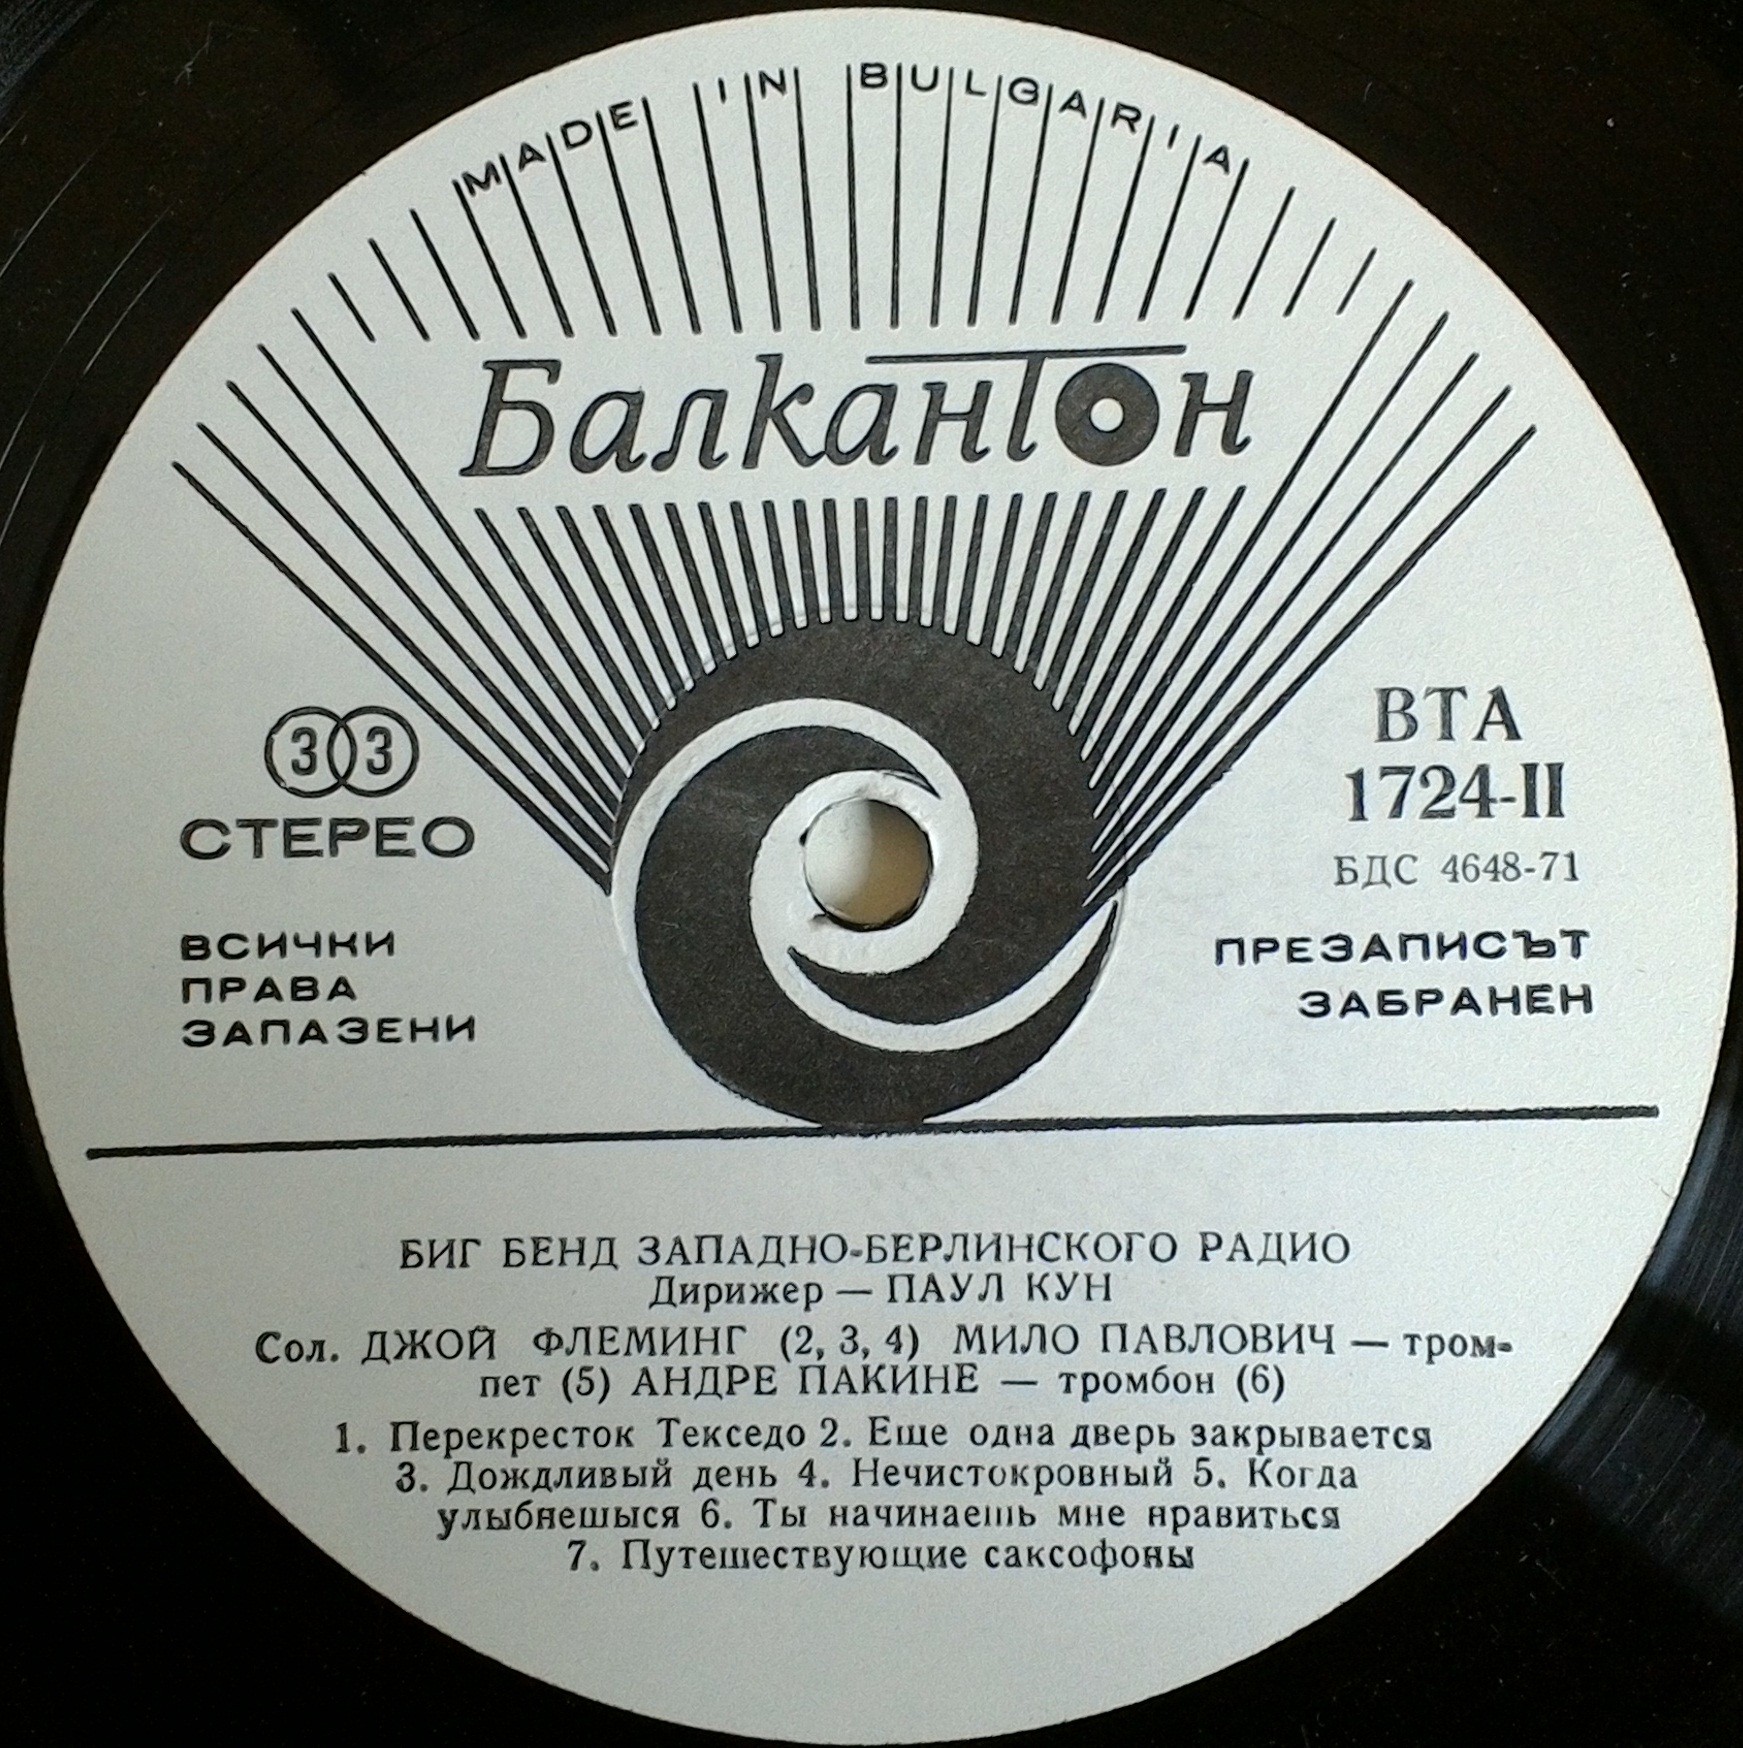 MADE IN BULGARIA
Балкантон
33
СТЕРЕО
ВСИЧКИ
ПРАВА
ЗАПАЗЕНИ
ВТА
1724-II
БДС 4648-71
ПРЕЗАПИСЪТ
ЗАБРАНЕН
БИГ БЕНД ЗАПАДНО-БЕРЛИНСКОГО РАДИО
Дирижер — ПАУЛ КУН
Сол. ДЖОЙ ФЛЕМИНГ (2, 3, 4) МИЛО ПАВЛОВИЧ — тром-
пет (5) АНДРЕ ПАКИНЕ — тромбон (6)
1. Перекресток Текседо 2. Еще одна дверь закрывается
3. Дождливый день 4. Нечистокровный 5. Когда
улыбнешыся 6. Ты начинаешь мне нравиться
7. Путешествующие саксофоны